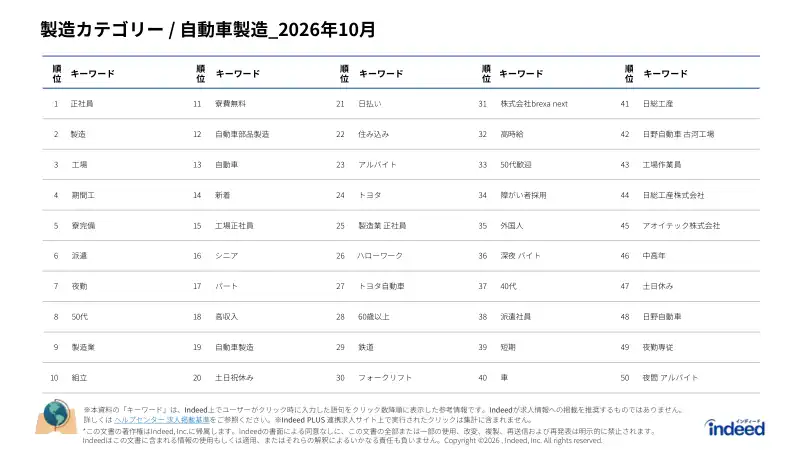 製造カテゴリー / 自動車製造_2026年10月
順位 キーワード 順位 キーワード 順位 キーワード 順位 キーワード 順位 キーワード
1 正社員 11 寮費無料 21 日払い 31 株式会社brexa next 41 日総工産
2 製造 12 自動車部品製造 22 住み込み 32 高時給 42 日野自動車 古河工場
3 工場 13 自動車 23 アルバイト 33 50代歓迎 43 工場作業員
4 期間工 14 新着 24 トヨタ 34 障がい者採用 44 日総工産株式会社
5 寮完備 15 工場正社員 25 製造業 正社員 35 外国人 45 アオイテック株式会社
6 派遣 16 シニア 26 ハローワーク 36 深夜 バイト 46 中高年
7 夜勤 17 パート 27 トヨタ自動車 37 40代 47 土日休み
8 50代 18 高収入 28 60歳以上 38 派遣社員 48 日野自動車
9 製造業 19 自動車製造 29 鉄道 39 短期 49 夜勤専従
10 組立 20 土日祝休み 30 フォークリフト 40 車 50 夜間 アルバイト
※本資料の「キーワード」は、Indeed上でユーザーがクリック時に入力した語句をクリック数降順に表示した参考情報です。Indeedが求人情報への掲載を推奨するものではありません。
詳しくは ヘルプセンター 求人掲載基準をご参照ください。※Indeed PLUS 連携求人サイト上で実行されたクリックは集計に含まれません。
*この文書の著作権はIndeed, Inc.に帰属します。Indeedの書面による同意なしに、この文書の全部または一部の使用、改変、複製、再送信および再発表は明示的に禁止されます。
Indeedはこの文書に含まれる情報の使用もしくは適用、またはそれらの解釈によるいかなる責任も負いません。Copyright ©2026 , Indeed, Inc. All rights reserved.
インディード
indeed